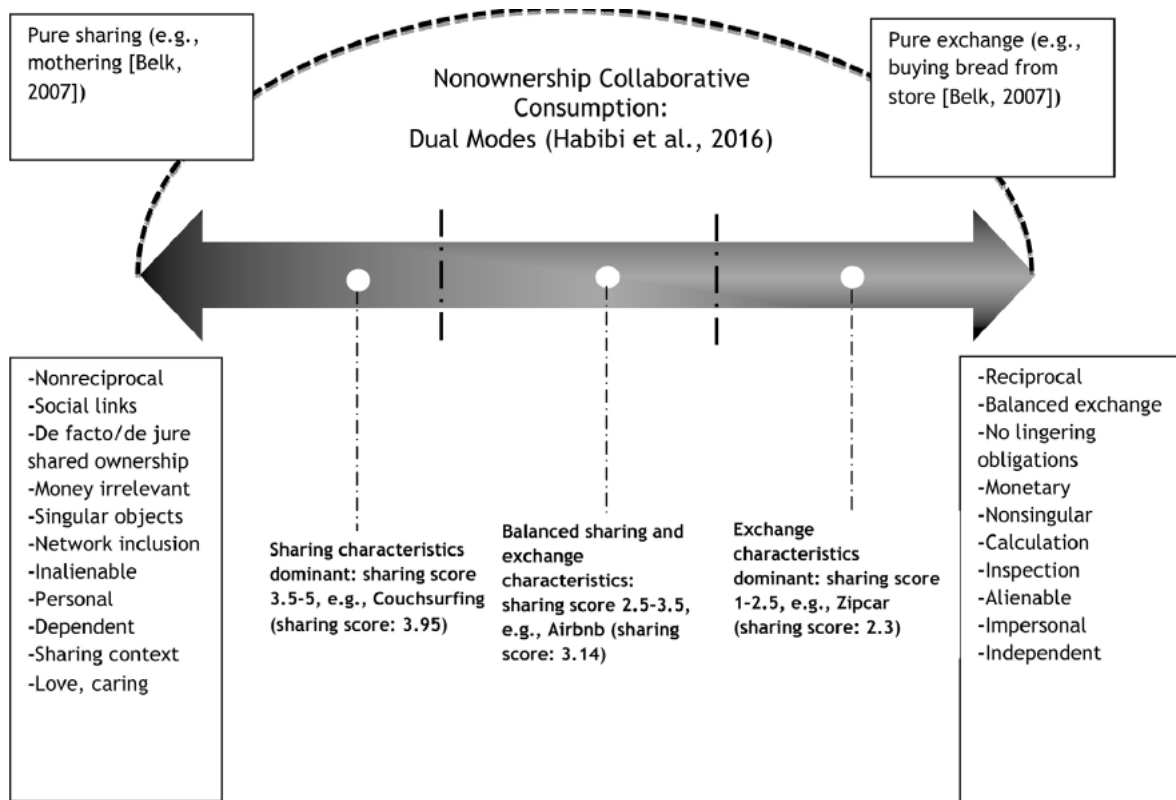 Pure sharing (e.g.,
mothering [Belk,
2007])
Nonownership Collaborative
Consumption:
Dual Modes (Habibi et al., 2016)
Pure exchange (e.g.,
buying bread from
store [Belk, 2007])
-Nonreciprocal
-Social links
-De facto/de jure
shared ownership
-Money irrelevant
-Singular objects
-Network inclusion
-Inalienable
-Personal
-Dependent
-Sharing context
-Love, caring
Sharing characteristics
dominant: sharing score
3.5-5, e.g., Couchsurfing
(sharing score: 3.95)
Balanced sharing and
exchange
characteristics:
sharing score 2.5-3.5,
e.g., Airbnb (sharing
score: 3.14)
Exchange
characteristics
dominant: sharing score
1-2.5, e.g., Zipcar
(sharing score: 2.3)
-Reciprocal
-Balanced exchange
-No lingering
obligations
-Monetary
-Nonsingular
-Calculation
-Inspection
-Alienable
-Impersonal
-Independent